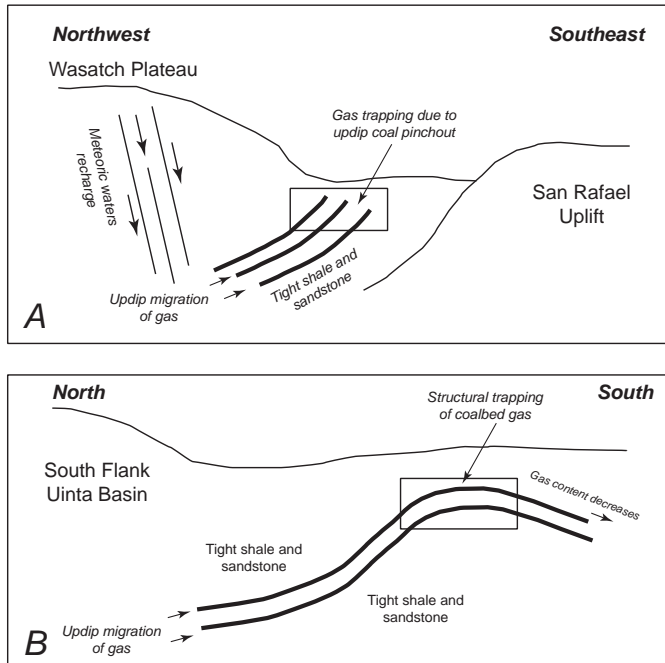 Northwest
Southeast
Wasatch Plateau
Gas trapping due to
updip coal pinchout
Meteoric waters
recharge
San Rafael
Uplift
Tight shale and
sandstone
Updip migration
of gas
A
North
South
Structural trapping
of coalbed gas
South Flank
Uinta Basin
Gas content decreases
Tight shale and
sandstone
Tight shale and
sandstone
Updip migration
of gas
B